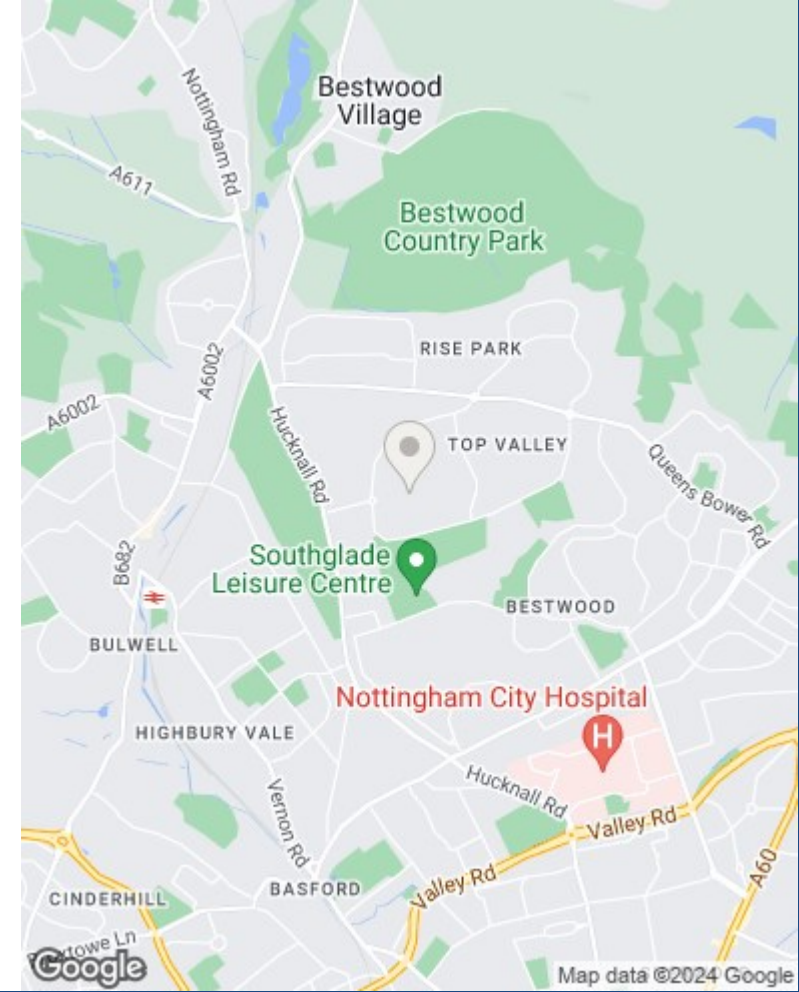 Bestwood
Village
Nottingham Rd
A611
Bestwood
Country Park
RISE PARK
A6002
A6002
Hucknall Rd
TOP VALLEY
Queens Bower Rd
Southglade
Leisure Centre
B682
BESTWOOD
BULWELL
Nottingham City Hospital
H
HIGHBURY VALE
Hucknall Rd
Vernon Rd
Valley Rd
A60
Valley Rd
BASFORD
CINDERHILL
Ln
Google
Map data ©2024 Google